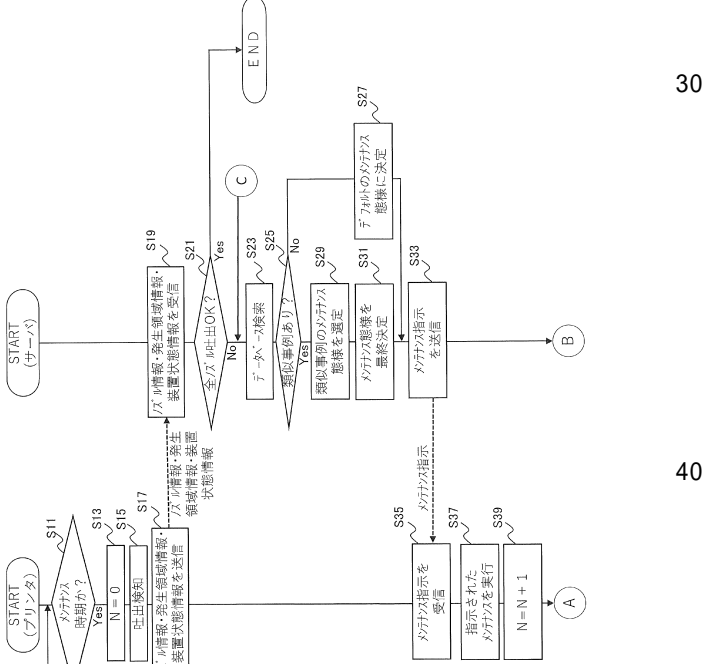 START
(プリンタ)
S11
メンテナンス
時期か?
Yes
S13
N=0
S15
吐出検知
S17
ル情報・発生領域情報・
装置状態情報を送信
ノズル情報・発生
領域情報・装置
状態情報
S35
メンテナンス指示を
受信
S37
指示された
メンテナンスを実行
S39
N=N+1
A
START
(サーバ)
S19
ノズル情報・発生領域情報・
装置状態情報を受信
S21
全ノズル吐出OK?
Yes
No
END
C
S23
データベース検索
S25
類似事例あり?
No
Yes
S27
デフォルトのメンテナンス
態様に決定
S29
類似事例のメンテナンス
態様を選定
S31
メンテナンス態様を
最終決定
S33
メンテナンス指示
を送信
メンテナンス指示
B
30
40